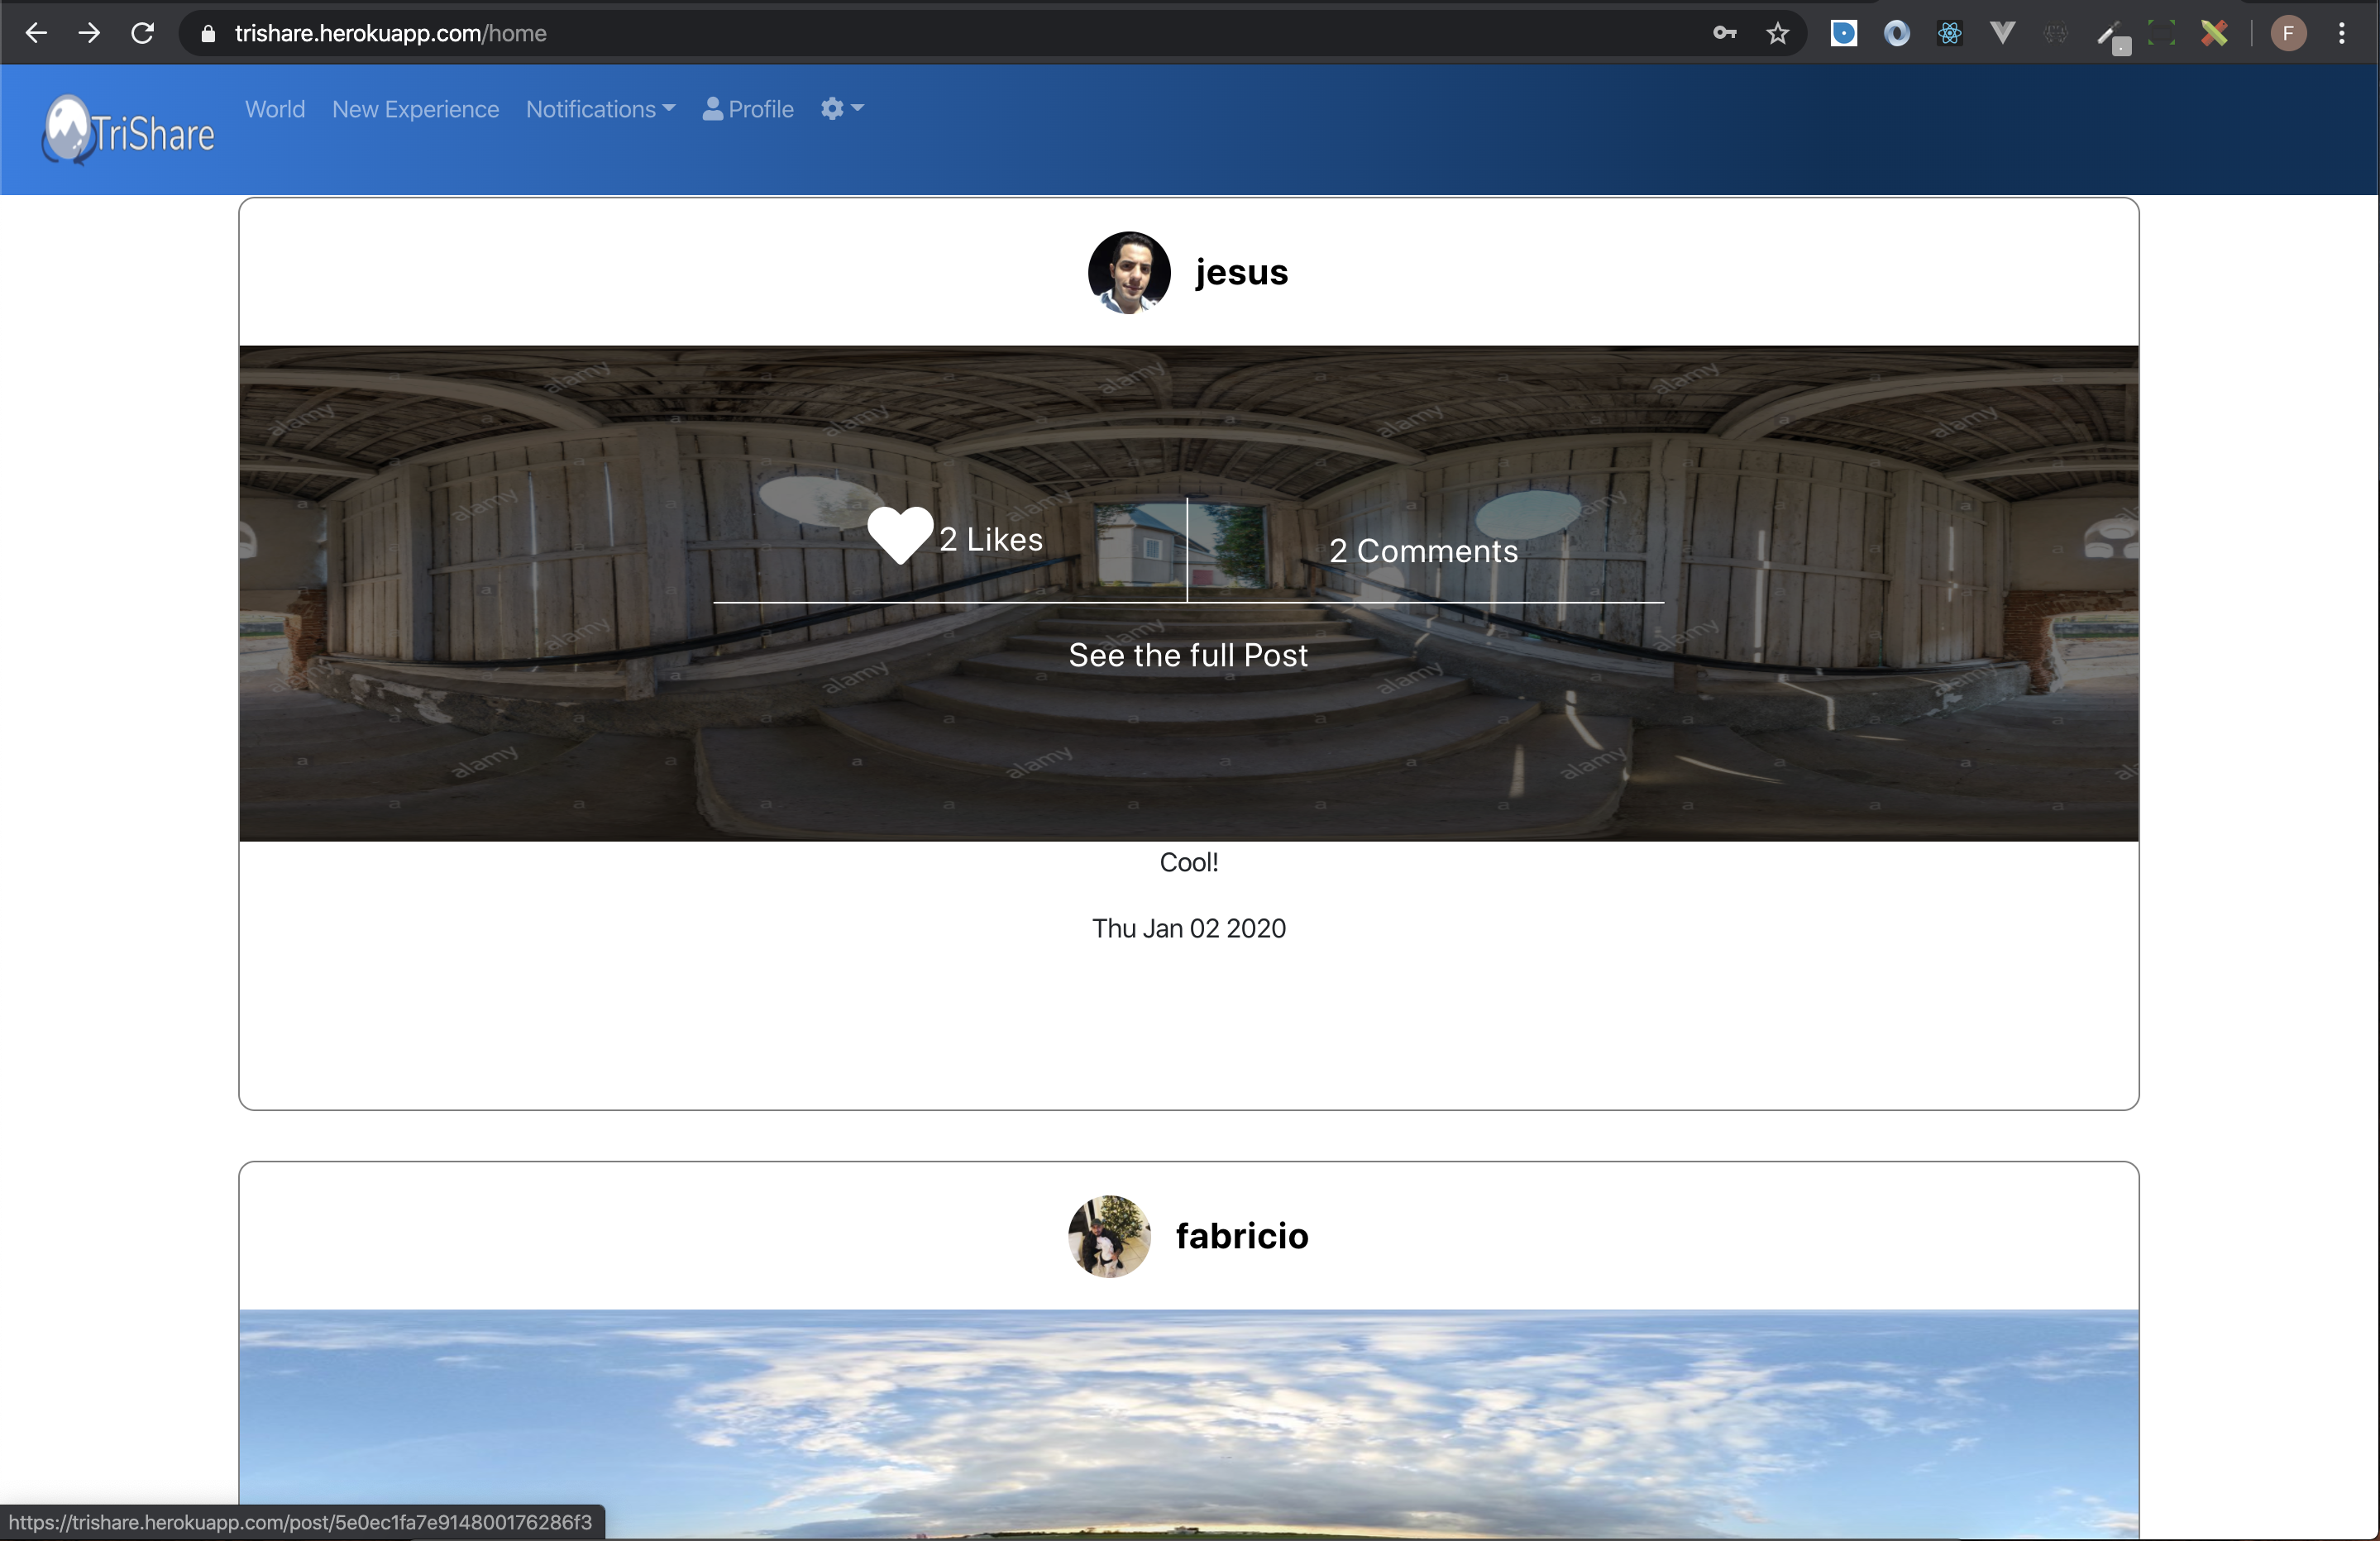 trishare.herokuapp.com/home
F
TriShare
World
New Experience
Notifications
Profile
jesus
alamy
2 Likes
2 Comments
See the full Post
Cool!
Thu Jan 02 2020
fabricio
https://trishare.herokuapp.com/post/5e0ec1fa7e914800176286f3